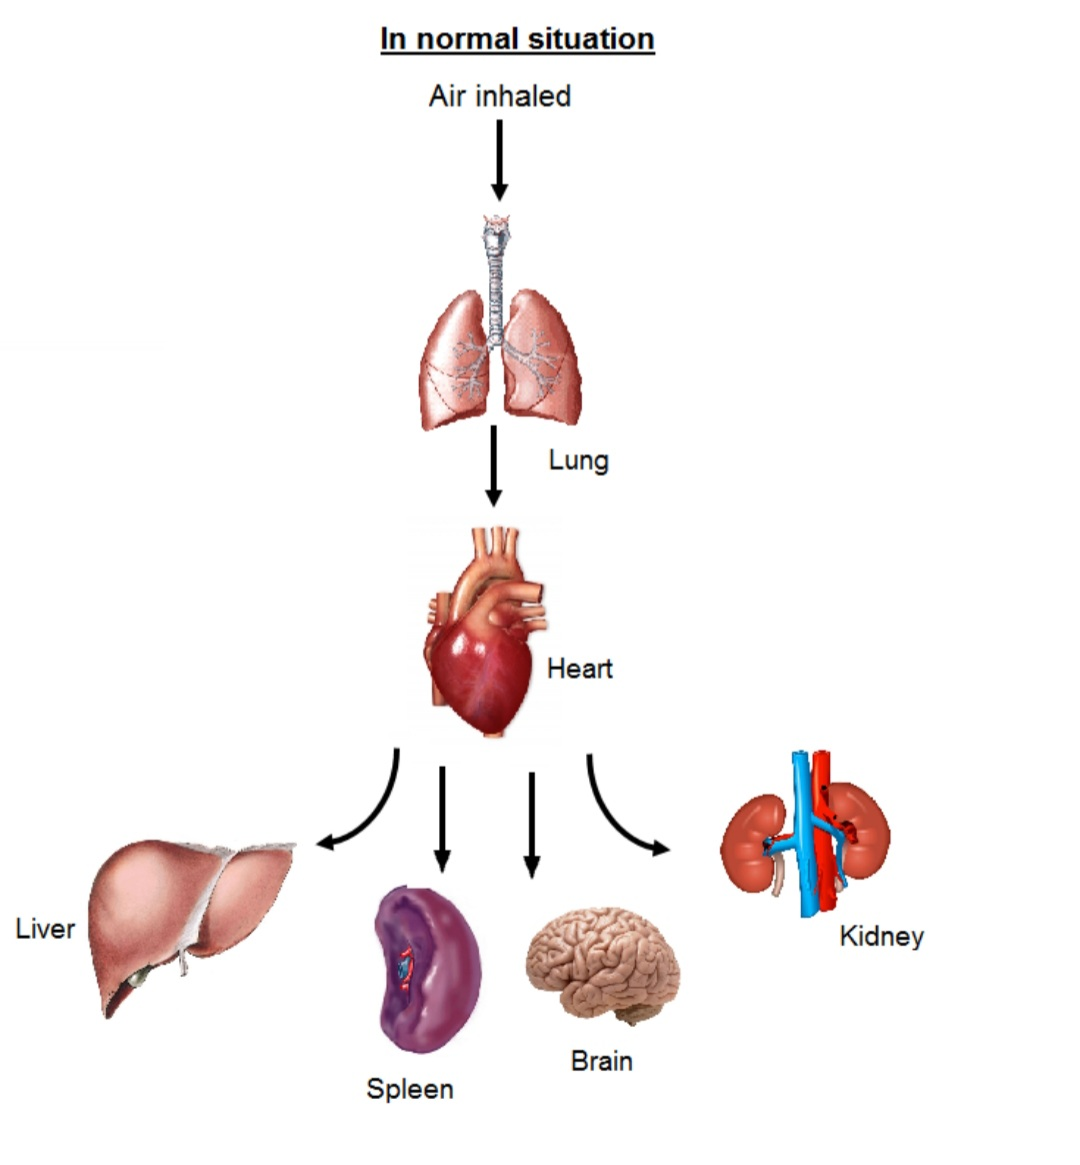 In normal situation
Air inhaled
Lung
Heart
Liver
Kidney
Brain
Spleen